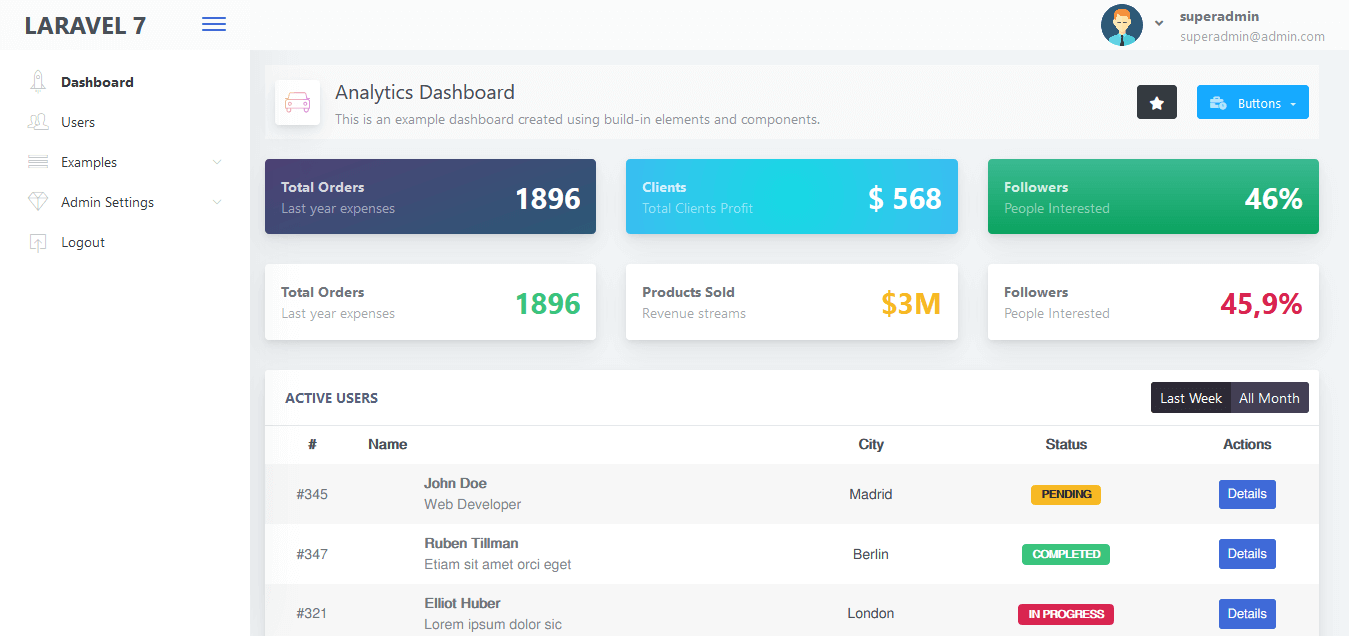 LARAVEL 7
superadmin
superadmin@admin.com
Dashboard
Users
Examples
Admin Settings
Logout
Analytics Dashboard
This is an example dashboard created using build-in elements and components.
Buttons
Total Orders
Last year expenses
1896
Clients
Total Clients Profit
$ 568
Followers
People Interested
46%
Total Orders
Last year expenses
1896
Products Sold
Revenue streams
$3M
Followers
People Interested
45,9%
ACTIVE USERS
Last Week All Month
# Name City Status Actions
#345 John Doe Madrid PENDING Details
Web Developer
#347 Ruben Tillman Berlin COMPLETED Details
Etiam sit amet orci eget
#321 Elliot Huber London IN PROGRESS Details
Lorem ipsum dolor sic